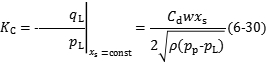 K_C = - q_L / p_L |_{x_s = const} = C_d w x_s / 2√(ρ(p_p - p_L)) (6-30)